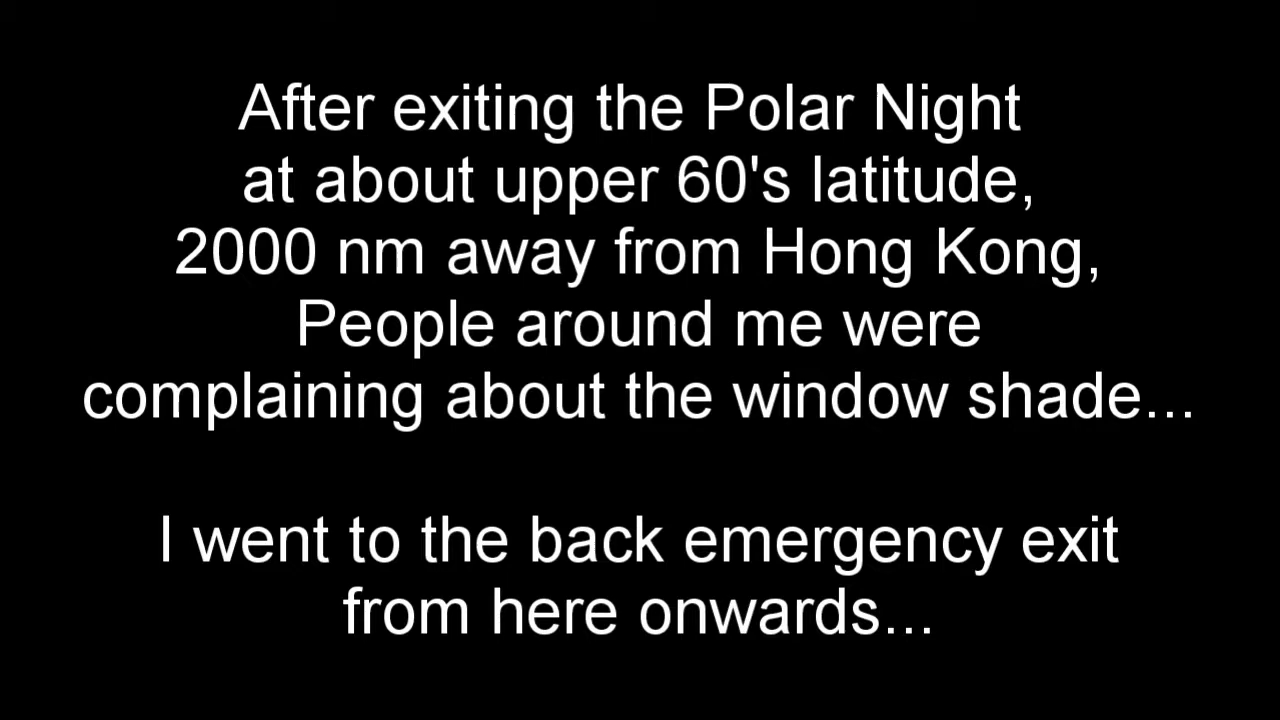 After exiting the Polar Night
at about upper 60's latitude,
2000 nm away from Hong Kong,
People around me were
complaining about the window shade...
I went to the back emergency exit
from here onwards...